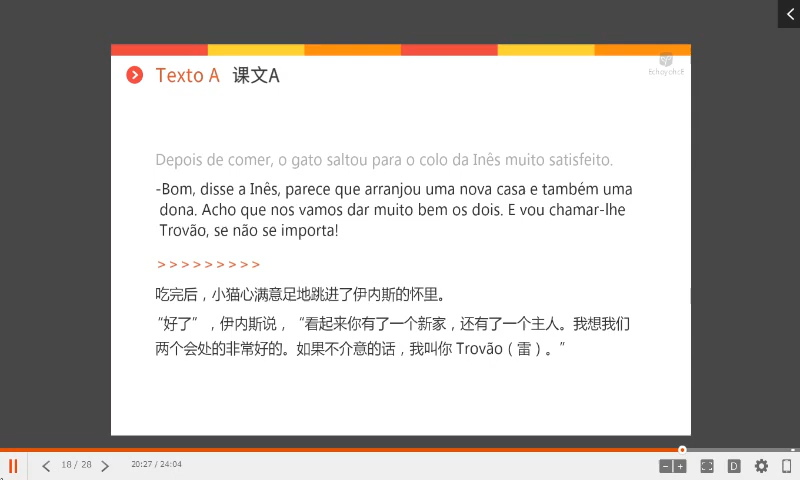 Texto A 课文A
Depois de comer, o gato saltou para o colo da Inês muito satisfeito.
-Bom, disse a Inês, parece que arranjou uma nova casa e também uma
dona. Acho que nos vamos dar muito bem os dois. E vou chamar-lhe
Trovão, se não se importa!
>>>>>>>>>
吃完后，小猫心满意足地跳进了伊内斯的怀里。
“好了”，伊内斯说，“看起来你有了一个新家，还有了一个主人。我想我们
两个会处的非常好的。如果不介意的话，我叫你 Trovão（雷）。”
18 / 28
20:27 / 24:04
D